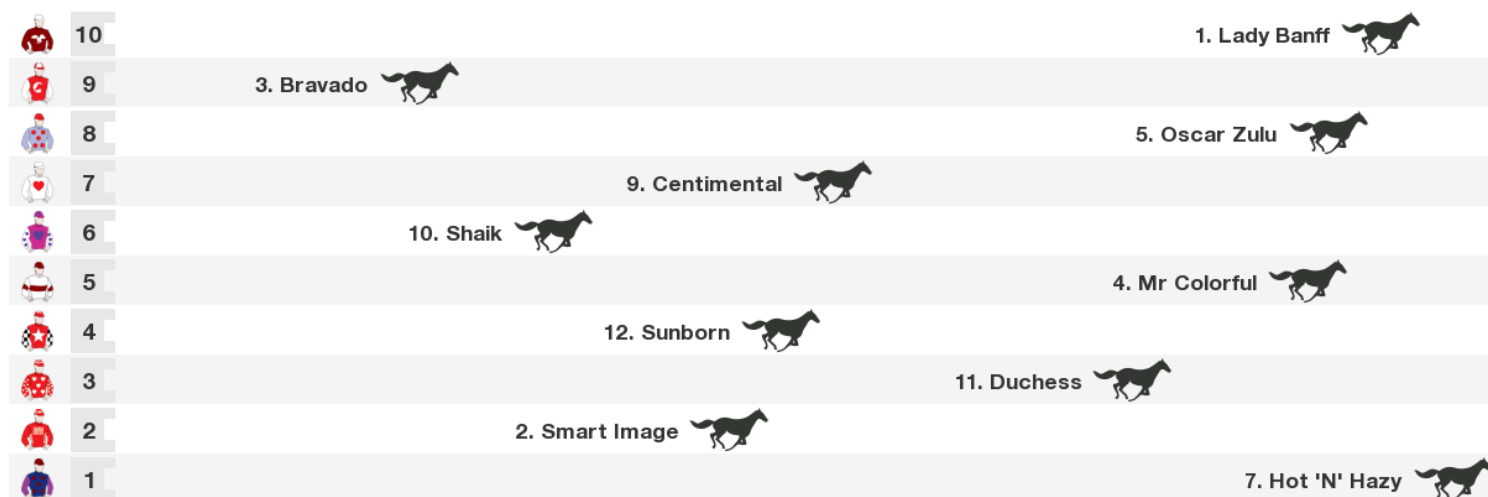 10 1. Lady Banff
9 3. Bravado
8 5. Oscar Zulu
7 9. Centimental
6 10. Shaik
5 4. Mr Colorful
4 12. Sunborn
3 11. Duchess
2 2. Smart Image
1 7. Hot 'N' Hazy